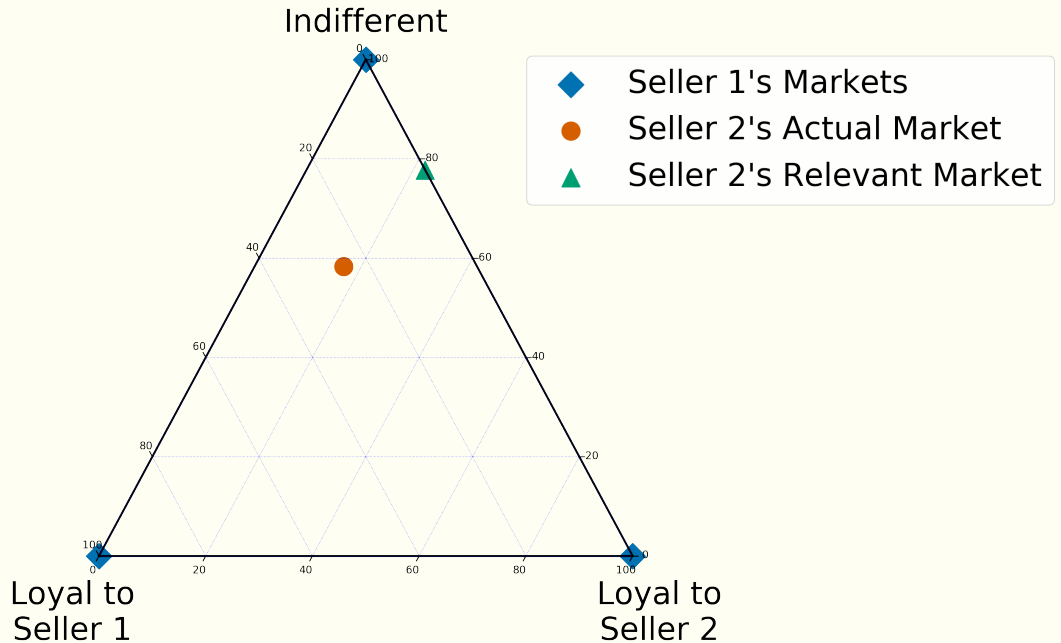 Indifferent
0
100
Seller 1's Markets
Seller 2's Actual Market
Seller 2's Relevant Market
20
80
40
60
60
40
80
20
100
0
0
20
40
60
80
100
Loyal to
Seller 1
Loyal to
Seller 2